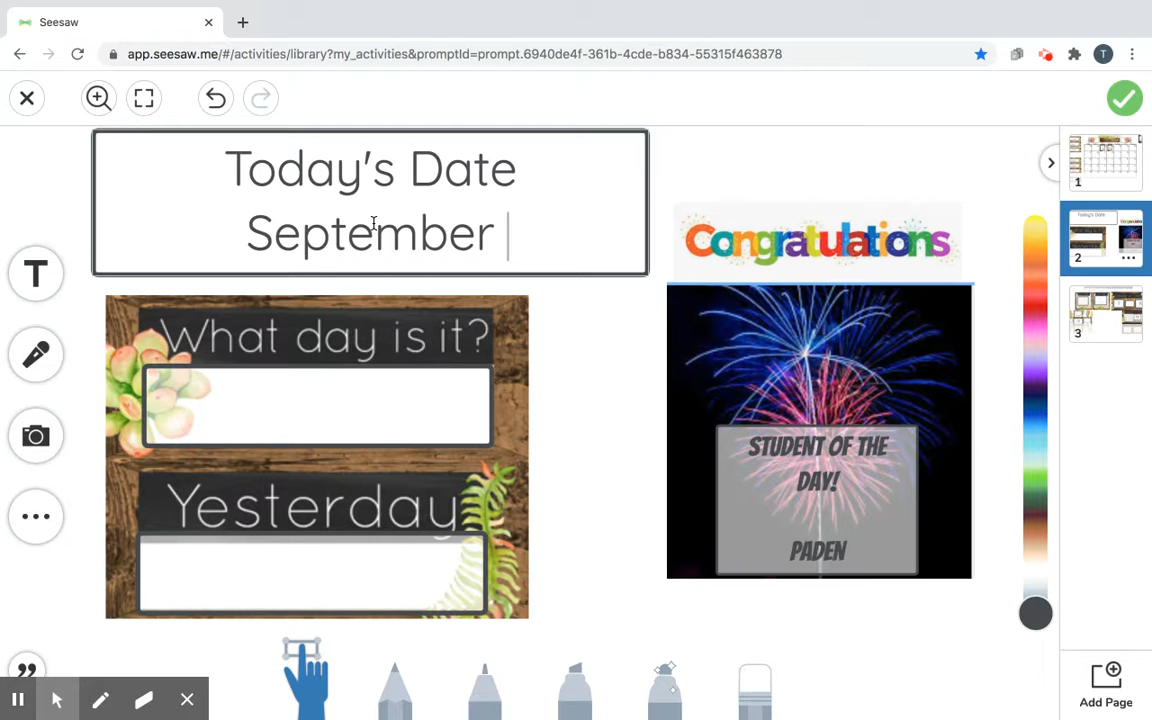 Seesaw
app.seesaw.me/#/activities/library?my_activities&promptId=prompt.6940de4f-361b-4cde-b834-55315f463878
T
Today's Date
September
Congratulations
What day is it?
Yesterday
STUDENT OF THE
DAY!
PADEN
T
1
2
3
Add Page